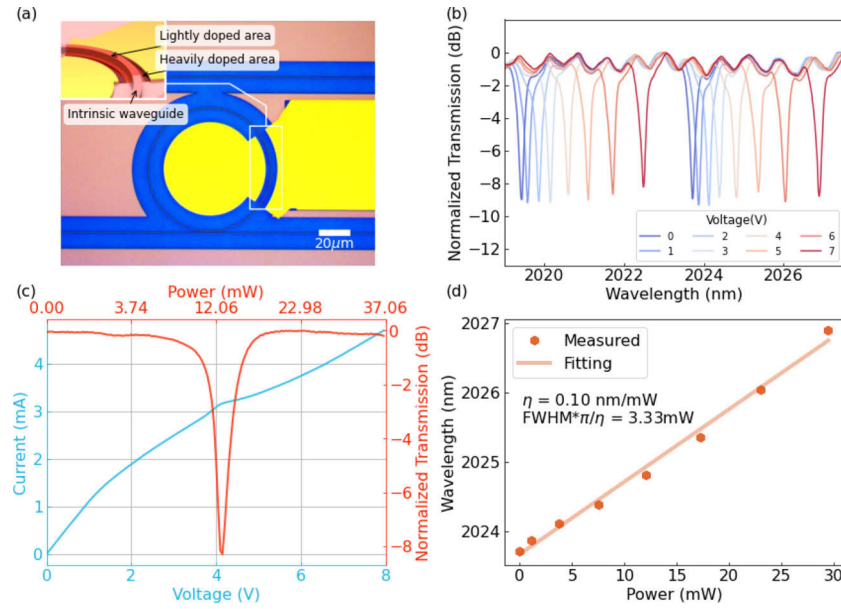 (a)
Lightly doped area
Heavily doped area
Intrinsic waveguide
20μm
(b)
Normalized Transmission (dB)
0
−2
−4
−6
−8
−10
−12
Voltage(V)
0 2 4 6
1 3 5 7
2020 2022 2024 2026
Wavelength (nm)
(c)
Power (mW)
0.00 3.74 12.06 22.98 37.06
Current (mA)
4
3
2
1
0
Normalized Transmission (dB)
0
−2
−4
−6
−8
0 2 4 6 8
Voltage (V)
(d)
Wavelength (nm)
2027
2026
2025
2024
Measured
Fitting
η = 0.10 nm/mW
FWHM*π/η = 3.33mW
0 5 10 15 20 25 30
Power (mW)